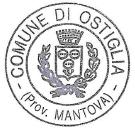 COMUNE DI OSTIGLIA
- (Prov. MANTOVA) -